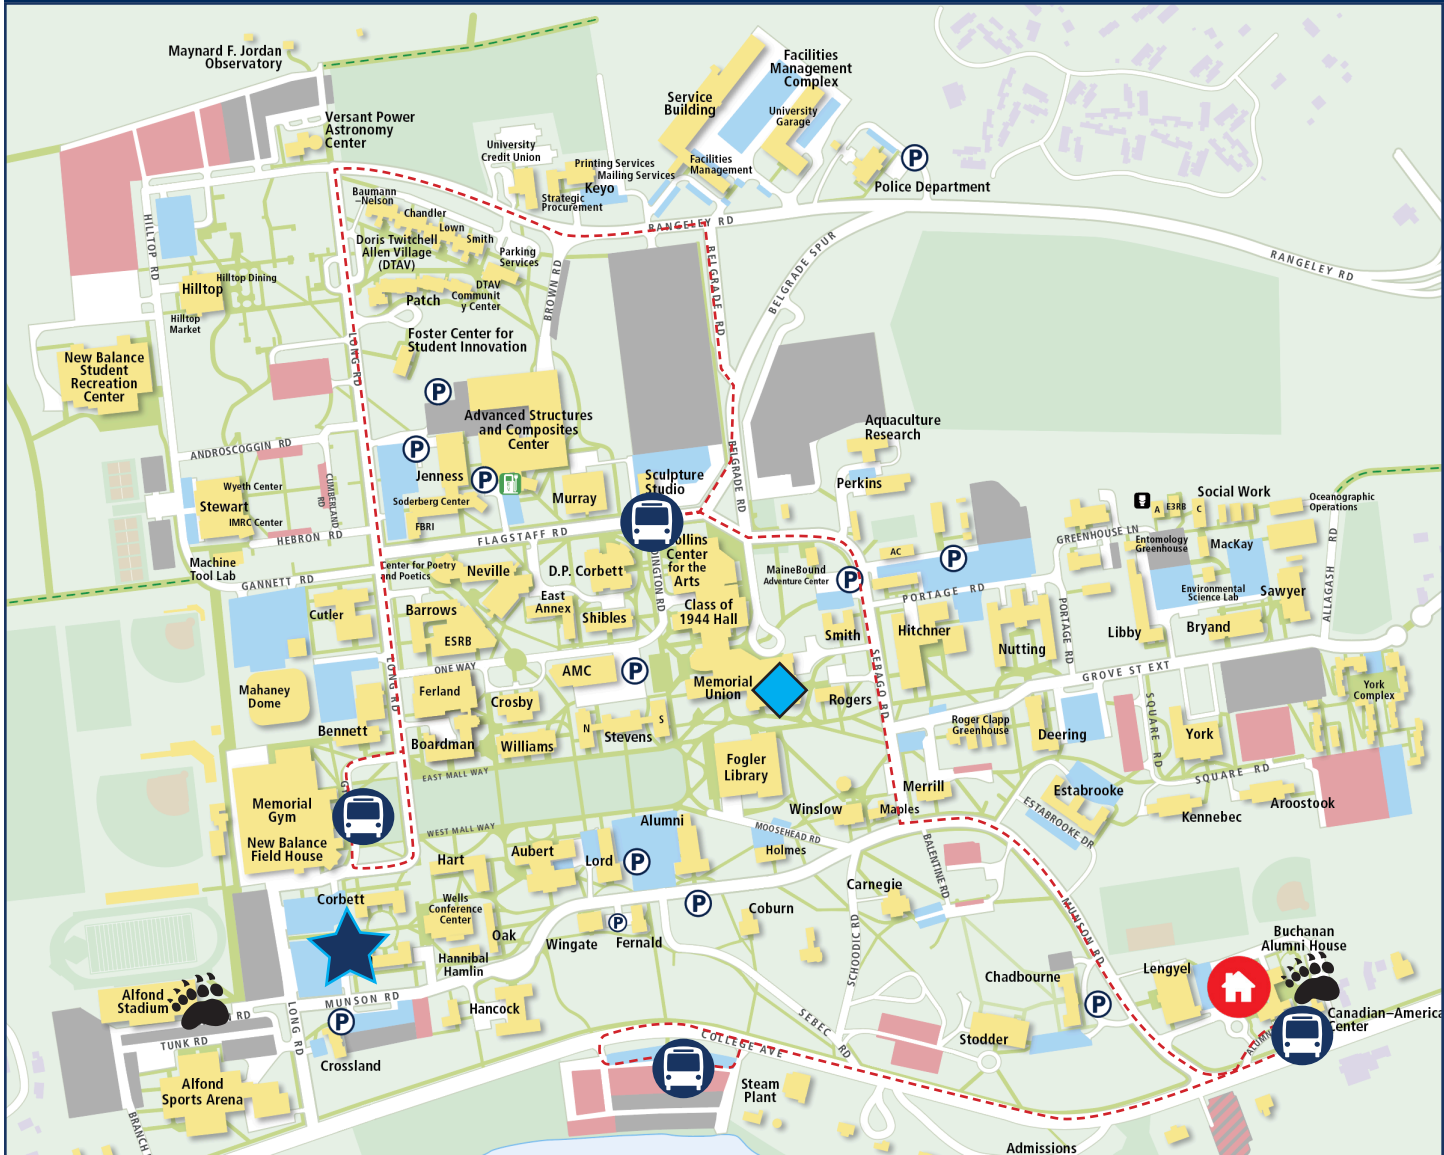 Maynard F. Jordan
Observatory
Versant Power
Astronomy
Center
Facilities
Management
Complex
Service
Building
University
Garage
University
Credit Union
Printing Services
Mailing Services
Keyo
Strategic
Procurement
Facilities
Management
P
Police Department
RANGELEY RD
RANGELEY RD
BELGRADE SPUR
BELGRADE RD
BELGRADE RD
BROWN RD
HILLTOP RD
Baumann
–Nelson
Chandler
Lown
Smith
Doris Twitchell
Allen Village
(DTAV)
Parking
Services
DTAV
Communit
y Center
Patch
Hilltop
Hilltop Dining
Hilltop
Market
Foster Center for
Student Innovation
LONG RD
New Balance
Student
Recreation
Center
P
Advanced Structures
and Composites
Center
Aquaculture
Research
ANDROSCOGGIN RD
P
Jenness
P
Soderberg Center
FBRI
Murray
Sculpture
Studio
Perkins
Wyeth Center
Stewart
IMRC Center
CUMBERLAND
RD
HEBRON RD
FLAGSTAFF RD
Social Work
Oceanographic
Operations
A
E3RB
C
GREENHOUSE LN
Entomology
Greenhouse
MacKay
Machine
Tool Lab
GANNETT RD
Center for Poetry
and Poetics
Neville
D.P. Corbett
Collins
Center
for the
Arts
MaineBound
Adventure Center
P
AC
P
PORTAGE RD
PORTAGE RD
Environmental
Science Lab
Sawyer
ALLAGASH RD
Cutler
Barrows
ESRB
East
Annex
Shibles
Class of
1944 Hall
Smith
Hitchner
Nutting
Libby
Bryand
ONE WAY
AMC
P
Memorial
Union
Rogers
SEBAGO RD
GROVE ST EXT
York
Complex
Mahaney
Dome
LONG RD
Ferland
Crosby
Bennett
Boardman
Williams
N
Stevens
S
Roger Clapp
Greenhouse
Deering
SQUARE RD
York
SQUARE RD
EAST MALL WAY
Fogler
Library
Memorial
Gym
New Balance
Field House
WEST MALL WAY
Alumni
Winslow
Maples
Merrill
Estabrooke
ESTABROOKE DR
Kennebec
Aroostook
MOOSEHEAD RD
Holmes
Hart
Aubert
Lord
P
BALENTINE RD
Corbett
Wells
Conference
Center
Oak
P
Wingate
P
Fernald
Coburn
Carnegie
SCHOODIC RD
MUNSON RD
Buchanan
Alumni House
Hannibal
Hamlin
Chadbourne
Lengyel
P
Alfond
Stadium
RD
MUNSON RD
Hancock
P
LONG RD
TUNK RD
Crossland
SEBEC RD
Stodder
Canadian–America
Center
COLLEGE AVE
Steam
Plant
Alfond
Sports Arena
BRANCH
Admissions